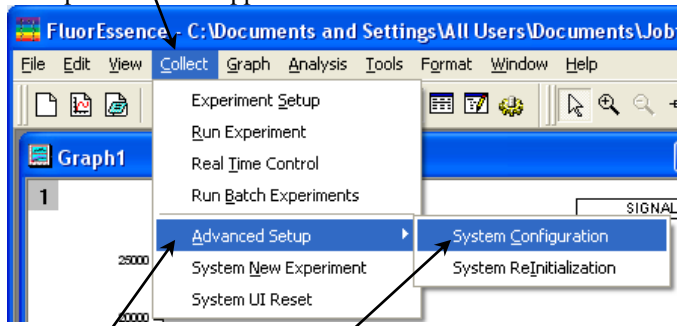 FluorEssence - C:\Documents and Settings\All Users\Documents\Job
File Edit View Collect Graph Analysis Tools Format Window Help
Experiment Setup
Run Experiment
Real Time Control
Run Batch Experiments
Advanced Setup
System New Experiment
System UI Reset
System Configuration
System ReInitialization
Graph1
1
SIGNAL
25000
20000